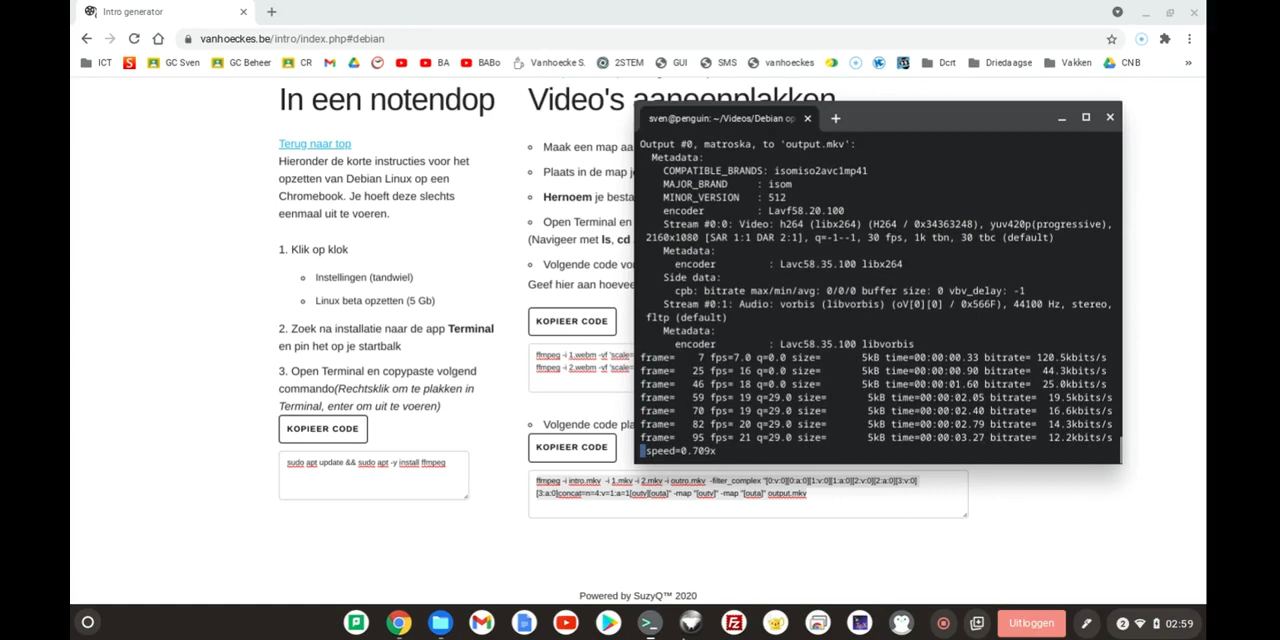 Intro generator
vanhoeckes.be/intro/index.php#debian
ICT GC Sven GC Beheer CR BA BABo Vanhoecke S. 2STEM GUI SMS vanhoeckes Dcrt Driedaagse Vakken CNB »
In een notendop
Terug naar top
Hieronder de korte instructies voor het
opzetten van Debian Linux op een
Chromebook. Je hoeft deze slechts
eenmaal uit te voeren.
1. Klik op klok
Instellingen (tandwiel)
Linux beta opzetten (5 Gb)
2. Zoek na installatie naar de app Terminal
en pin het op je startbalk
3. Open Terminal en copypaste volgend
commando(Rechtsklik om te plakken in
Terminal, enter om uit te voeren)
KOPIEER CODE
sudo apt update && sudo apt -y install ffmpeg
Video's aaneenplakken
Maak een map aa
Plaats in de map je
Hernoem je besta
Open Terminal en
(Navigeer met ls, cd
Volgende code vo
Geef hier aan hoevee
KOPIEER CODE
ffmpeg -i 1.webm -vf 'scale=
ffmpeg -i 2.webm -vf 'scale=
Volgende code pla
KOPIEER CODE
ffmpeg -i intro.mkv -i 1.mkv -i 2.mkv -i outro.mkv -filter_complex "[0:v:0][0:a:0][1:v:0][1:a:0][2:v:0][2:a:0][3:v:0]
[3:a:0]concat=n=4:v=1:a=1[outv][outa]" -map "[outv]" -map "[outa]" output.mkv
sven@penguin: ~/Videos/Debian op
Output #0, matroska, to 'output.mkv':
Metadata:
COMPATIBLE_BRANDS: isomiso2avc1mp41
MAJOR_BRAND : isom
MINOR_VERSION : 512
encoder : Lavf58.20.100
Stream #0:0: Video: h264 (libx264) (H264 / 0x34363248), yuv420p(progressive),
2160x1080 [SAR 1:1 DAR 2:1], q=-1--1, 30 fps, 1k tbn, 30 tbc (default)
Metadata:
encoder : Lavc58.35.100 libx264
Side data:
cpb: bitrate max/min/avg: 0/0/0 buffer size: 0 vbv_delay: -1
Stream #0:1: Audio: vorbis (libvorbis) (oV[0][0] / 0x566F), 44100 Hz, stereo,
fltp (default)
Metadata:
encoder : Lavc58.35.100 libvorbis
frame= 7 fps=7.0 q=0.0 size= 5kB time=00:00:00.33 bitrate= 120.5kbits/s
frame= 25 fps= 16 q=0.0 size= 5kB time=00:00:00.90 bitrate= 44.3kbits/s
frame= 46 fps= 18 q=0.0 size= 5kB time=00:00:01.60 bitrate= 25.0kbits/s
frame= 59 fps= 19 q=29.0 size= 5kB time=00:00:02.05 bitrate= 19.5kbits/s
frame= 70 fps= 19 q=29.0 size= 5kB time=00:00:02.40 bitrate= 16.6kbits/s
frame= 82 fps= 20 q=29.0 size= 5kB time=00:00:02.79 bitrate= 14.3kbits/s
frame= 95 fps= 21 q=29.0 size= 5kB time=00:00:03.27 bitrate= 12.2kbits/s
speed=0.709x
Powered by SuzyQ™ 2020
Uitloggen
2
02:59